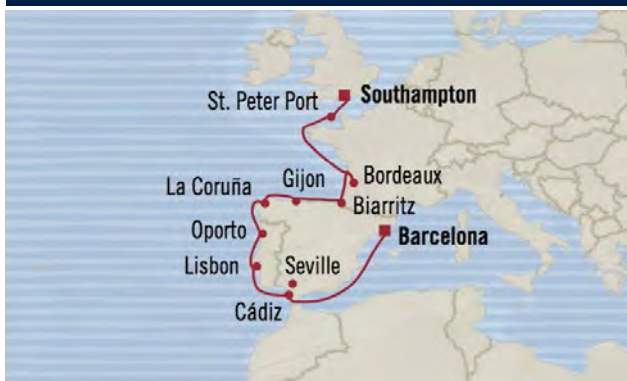 St. Peter Port
Southampton
Bordeaux
Biarritz
Gijon
La Coruña
Oporto
Lisbon
Seville
Cádiz
Barcelona